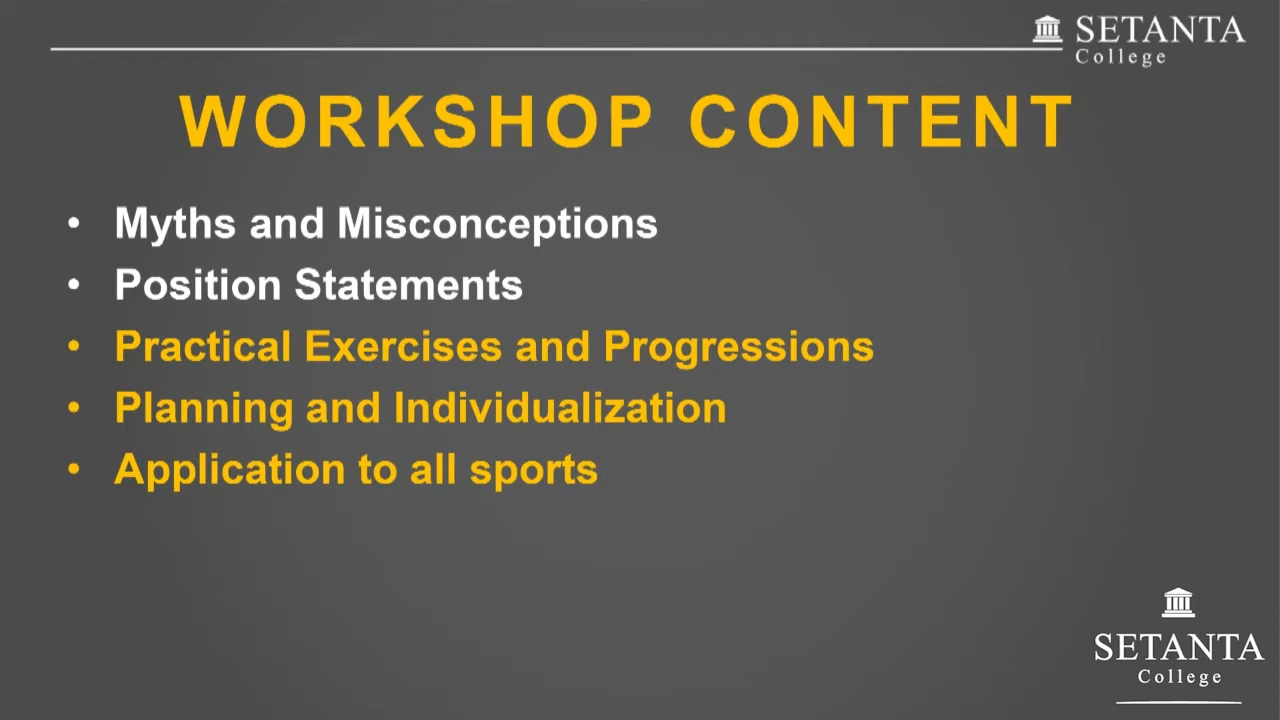 SETANTA
College
WORKSHOP CONTENT
• Myths and Misconceptions
• Position Statements
• Practical Exercises and Progressions
• Planning and Individualization
• Application to all sports
SETANTA
College